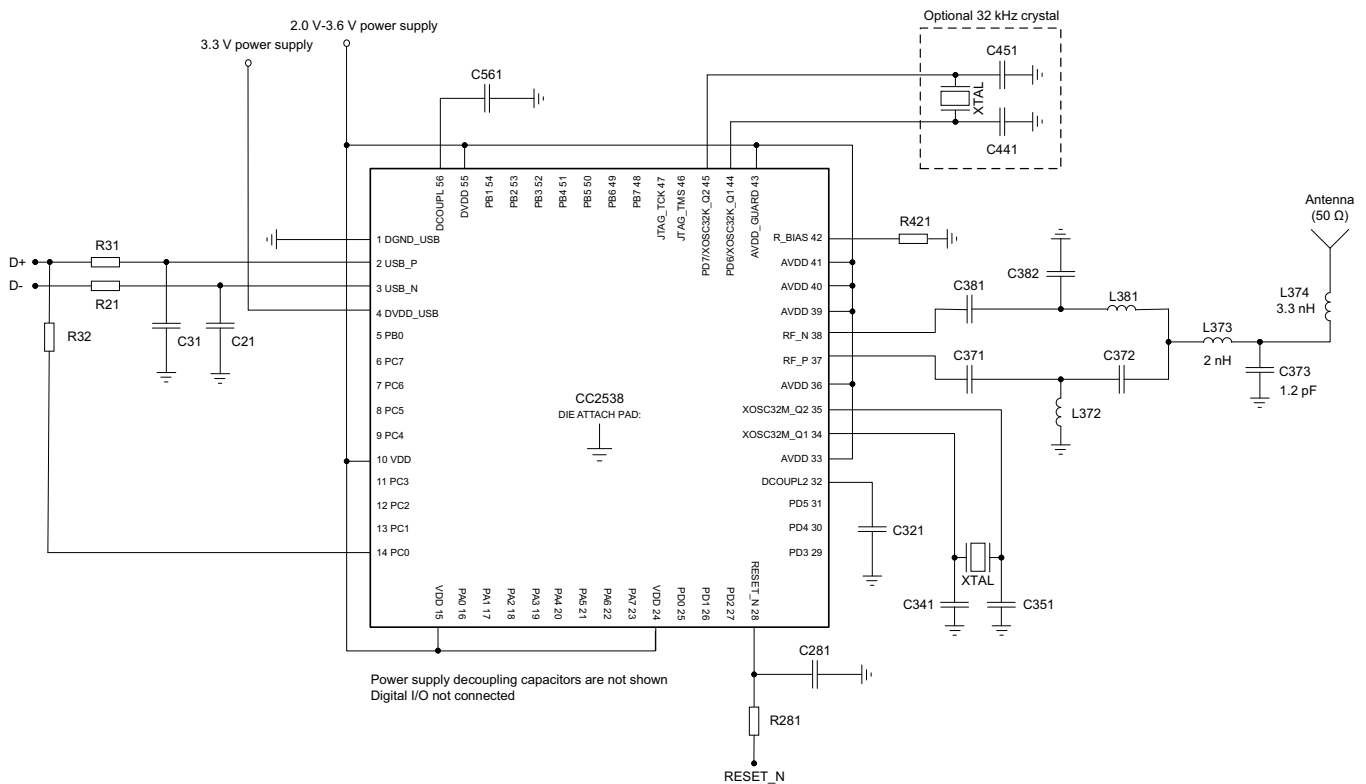 Optional 32 kHz crystal
2.0 V-3.6 V power supply
3.3 V power supply
C451
C561
XTAL
C441
DCOUPL 56
DVDD 55
PB1 54
PB2 53
PB3 52
PB4 51
PB5 50
PB6 49
PB7 48
JTAG_TCK 47
JTAG_TMS 46
PD7/XOSC32K_Q2 45
PD6/XOSC32K_Q1 44
AVDD_GUARD 43
Antenna
(50 Ω)
R421
R31
D+
D-
R21
R32
C31
C21
1 DGND_USB
2 USB_P
3 USB_N
4 DVDD_USB
5 PB0
6 PC7
7 PC6
8 PC5
9 PC4
10 VDD
11 PC3
12 PC2
13 PC1
14 PC0
CC2538
DIE ATTACH PAD:
R_BIAS 42
AVDD 41
AVDD 40
AVDD 39
RF_N 38
RF_P 37
AVDD 36
XOSC32M_Q2 35
XOSC32M_Q1 34
AVDD 33
DCOUPL2 32
PD5 31
PD4 30
PD3 29
C382
C381
L381
L374
3.3 nH
L373
2 nH
C371
C372
C373
1.2 pF
L372
C321
XTAL
C341
C351
VDD 15
PA0 16
PA1 17
PA2 18
PA3 19
PA4 20
PA5 21
PA6 22
PA7 23
VDD 24
PD0 25
PD1 26
PD2 27
RESET_N 28
C281
Power supply decoupling capacitors are not shown
Digital I/O not connected
R281
RESET_N